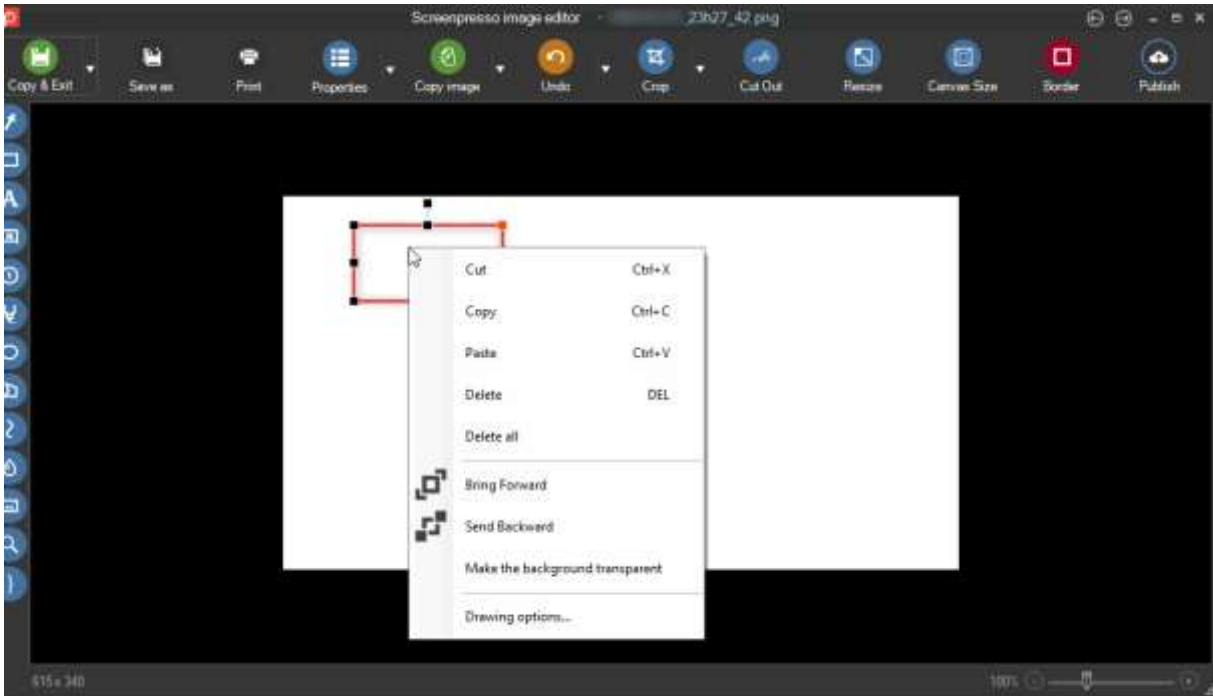 Screenpresso image editor - 23h27_42.png
Copy & Exit Save as Print Properties Copy image Undo Crop Cut Out Resize Canvas Size Border Publish
A
Cut Ctrl+X
Copy Ctrl+C
Paste Ctrl+V
Delete DEL
Delete all
Bring Forward
Send Backward
Make the background transparent
Drawing options...
615 x 340 100%